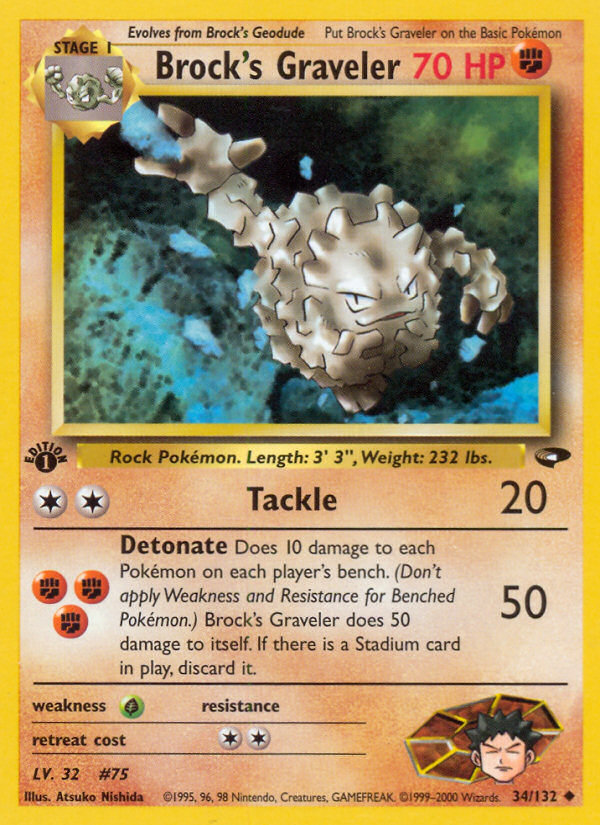 Evolves from Brock's Geodude Put Brock's Graveler on the Basic Pokémon
STAGE 1
Brock's Graveler 70 HP
EDITION
1
Rock Pokémon. Length: 3' 3", Weight: 232 lbs.
Tackle 20
Detonate Does 10 damage to each
Pokémon on each player's bench. (Don't
apply Weakness and Resistance for Benched
Pokémon.) Brock's Graveler does 50
damage to itself. If there is a Stadium card
in play, discard it.
50
weakness resistance
retreat cost
LV. 32 #75
Illus. Atsuko Nishida ©1995, 96, 98 Nintendo, Creatures, GAMEFREAK. ©1999-2000 Wizards. 34/132